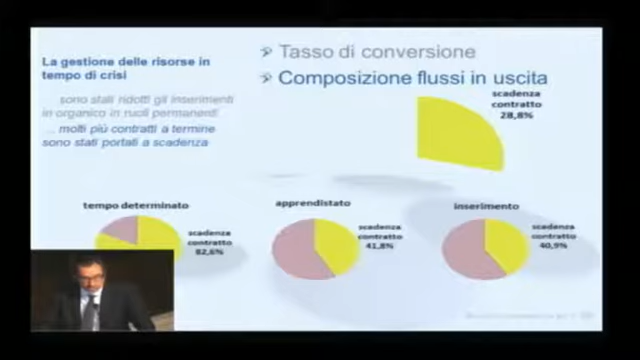 La gestione delle risorse in
tempo di crisi
sono stati ridotti gli inserimenti
in organico in ruoli permanenti
... molti più contratti a termine
sono stati portati a scadenza
Tasso di conversione
Composizione flussi in uscita
scadenza
contratto
28,8%
tempo determinato
scadenza
contratto
82,6%
apprendistato
scadenza
contratto
41,8%
inserimento
scadenza
contratto
40,9%